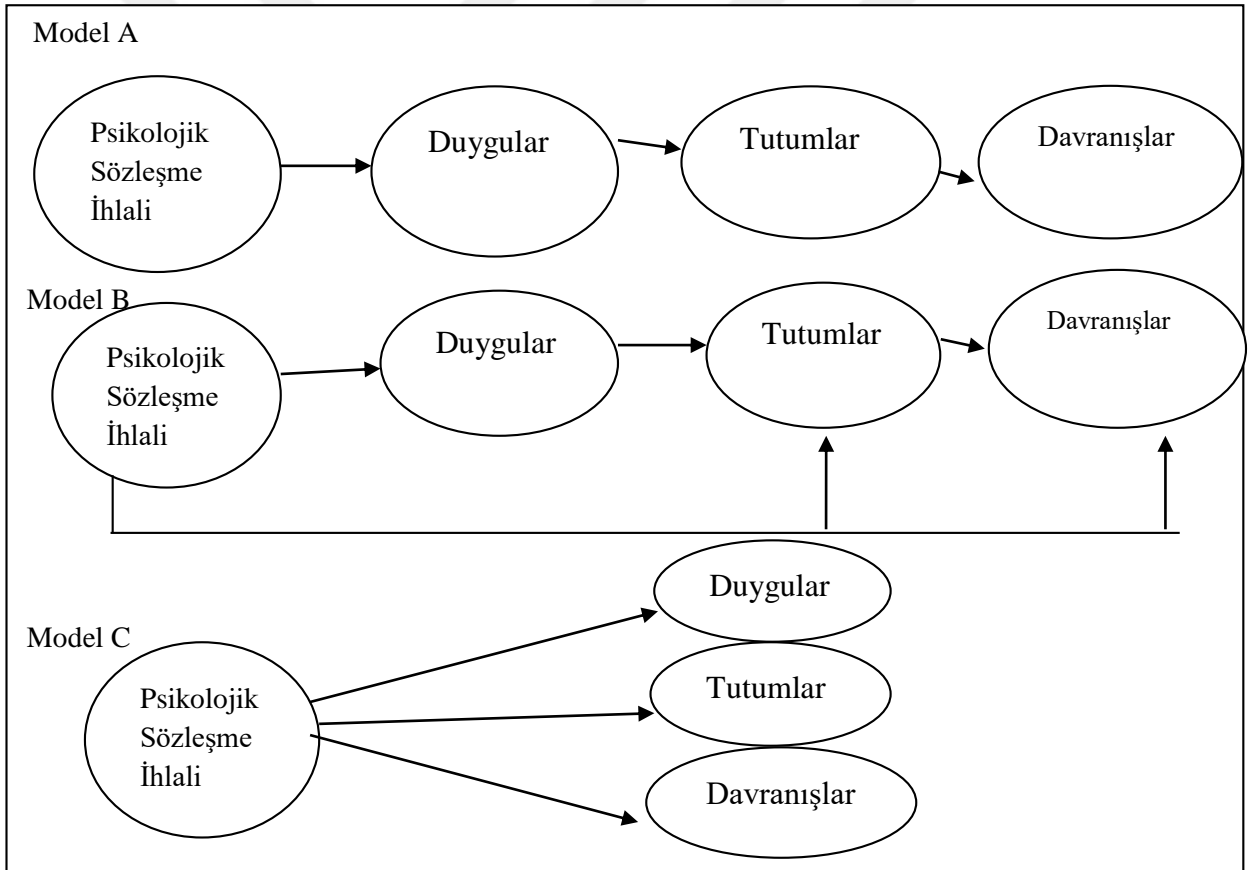 Model A
Psikolojik
Sözleşme
İhlali
Duygular
Tutumlar
Davranışlar
Model B
Psikolojik
Sözleşme
İhlali
Duygular
Tutumlar
Davranışlar
Model C
Psikolojik
Sözleşme
İhlali
Duygular
Tutumlar
Davranışlar